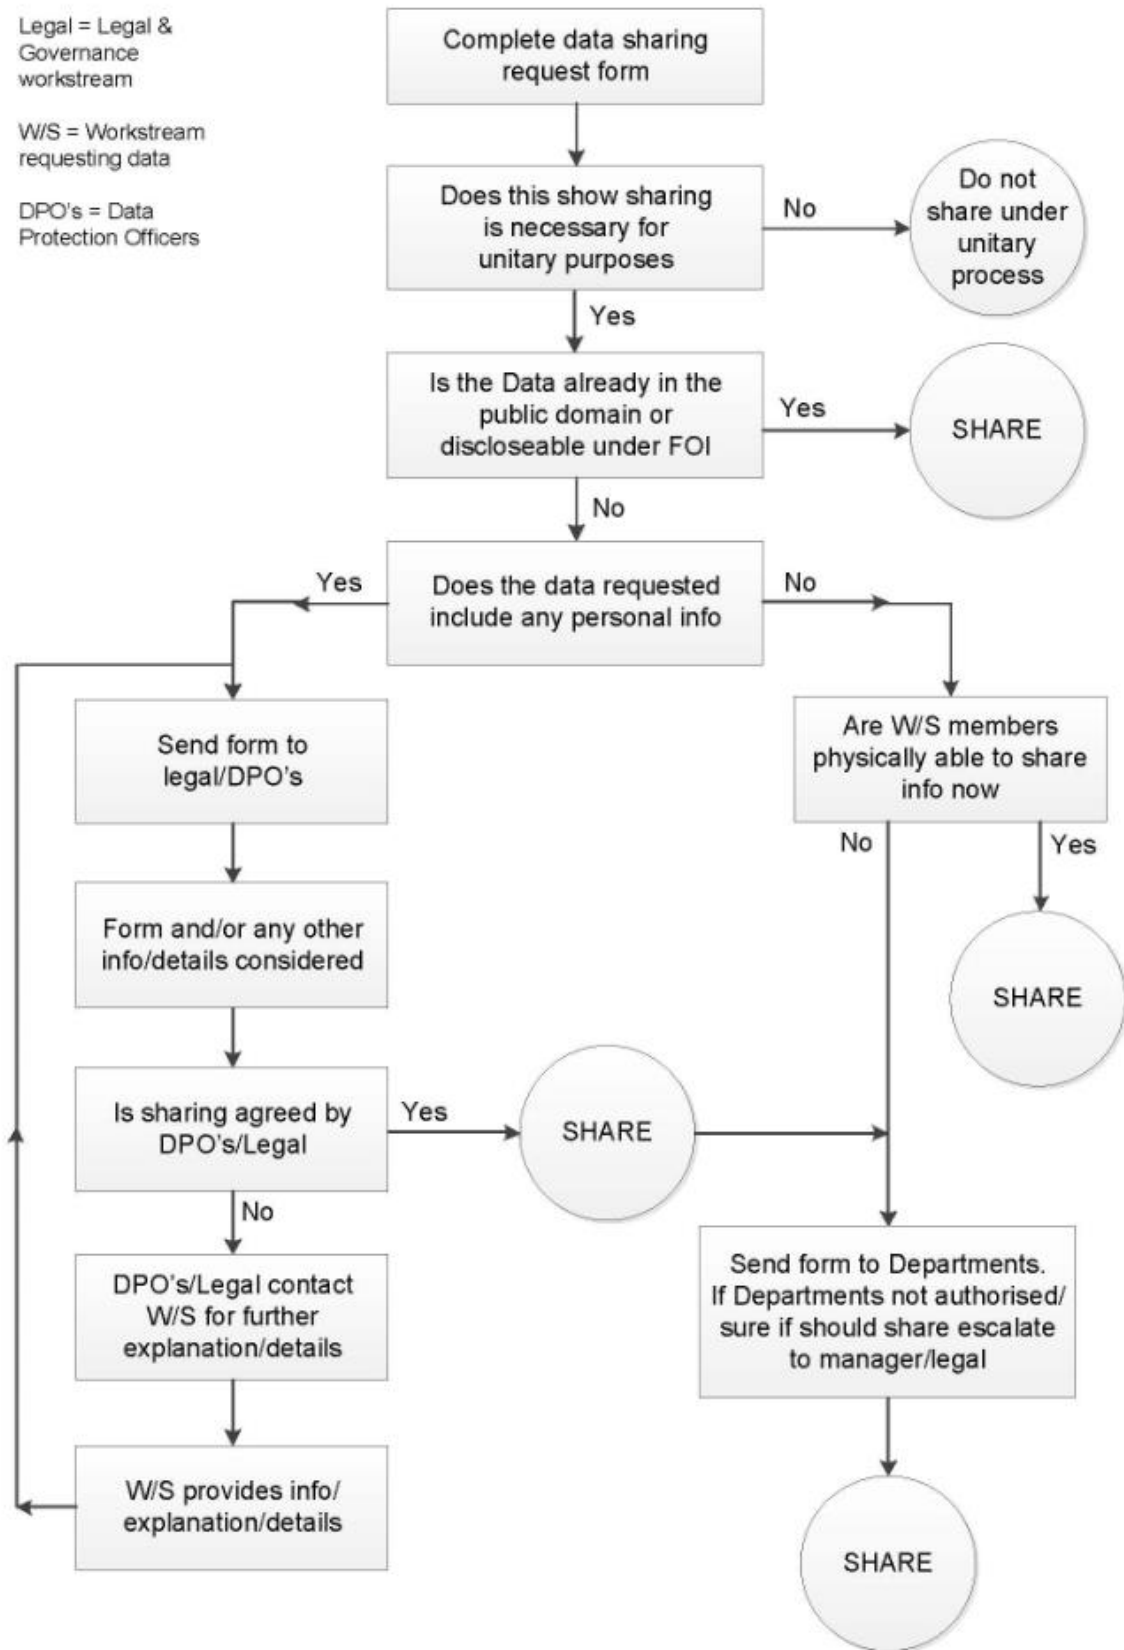 Legal = Legal &
Governance
workstream
W/S = Workstream
requesting data
DPO's = Data
Protection Officers
Complete data sharing
request form
Does this show sharing
is necessary for
unitary purposes
No
Do not
share under
unitary
process
Yes
Is the Data already in the
public domain or
discloseable under FOI
Yes
SHARE
No
Does the data requested
include any personal info
Yes
No
Send form to
legal/DPO's
Are W/S members
physically able to share
info now
No
Yes
SHARE
Form and/or any other
info/details considered
Is sharing agreed by
DPO's/Legal
Yes
SHARE
No
DPO's/Legal contact
W/S for further
explanation/details
Send form to Departments.
If Departments not authorised/
sure if should share escalate
to manager/legal
W/S provides info/
explanation/details
SHARE